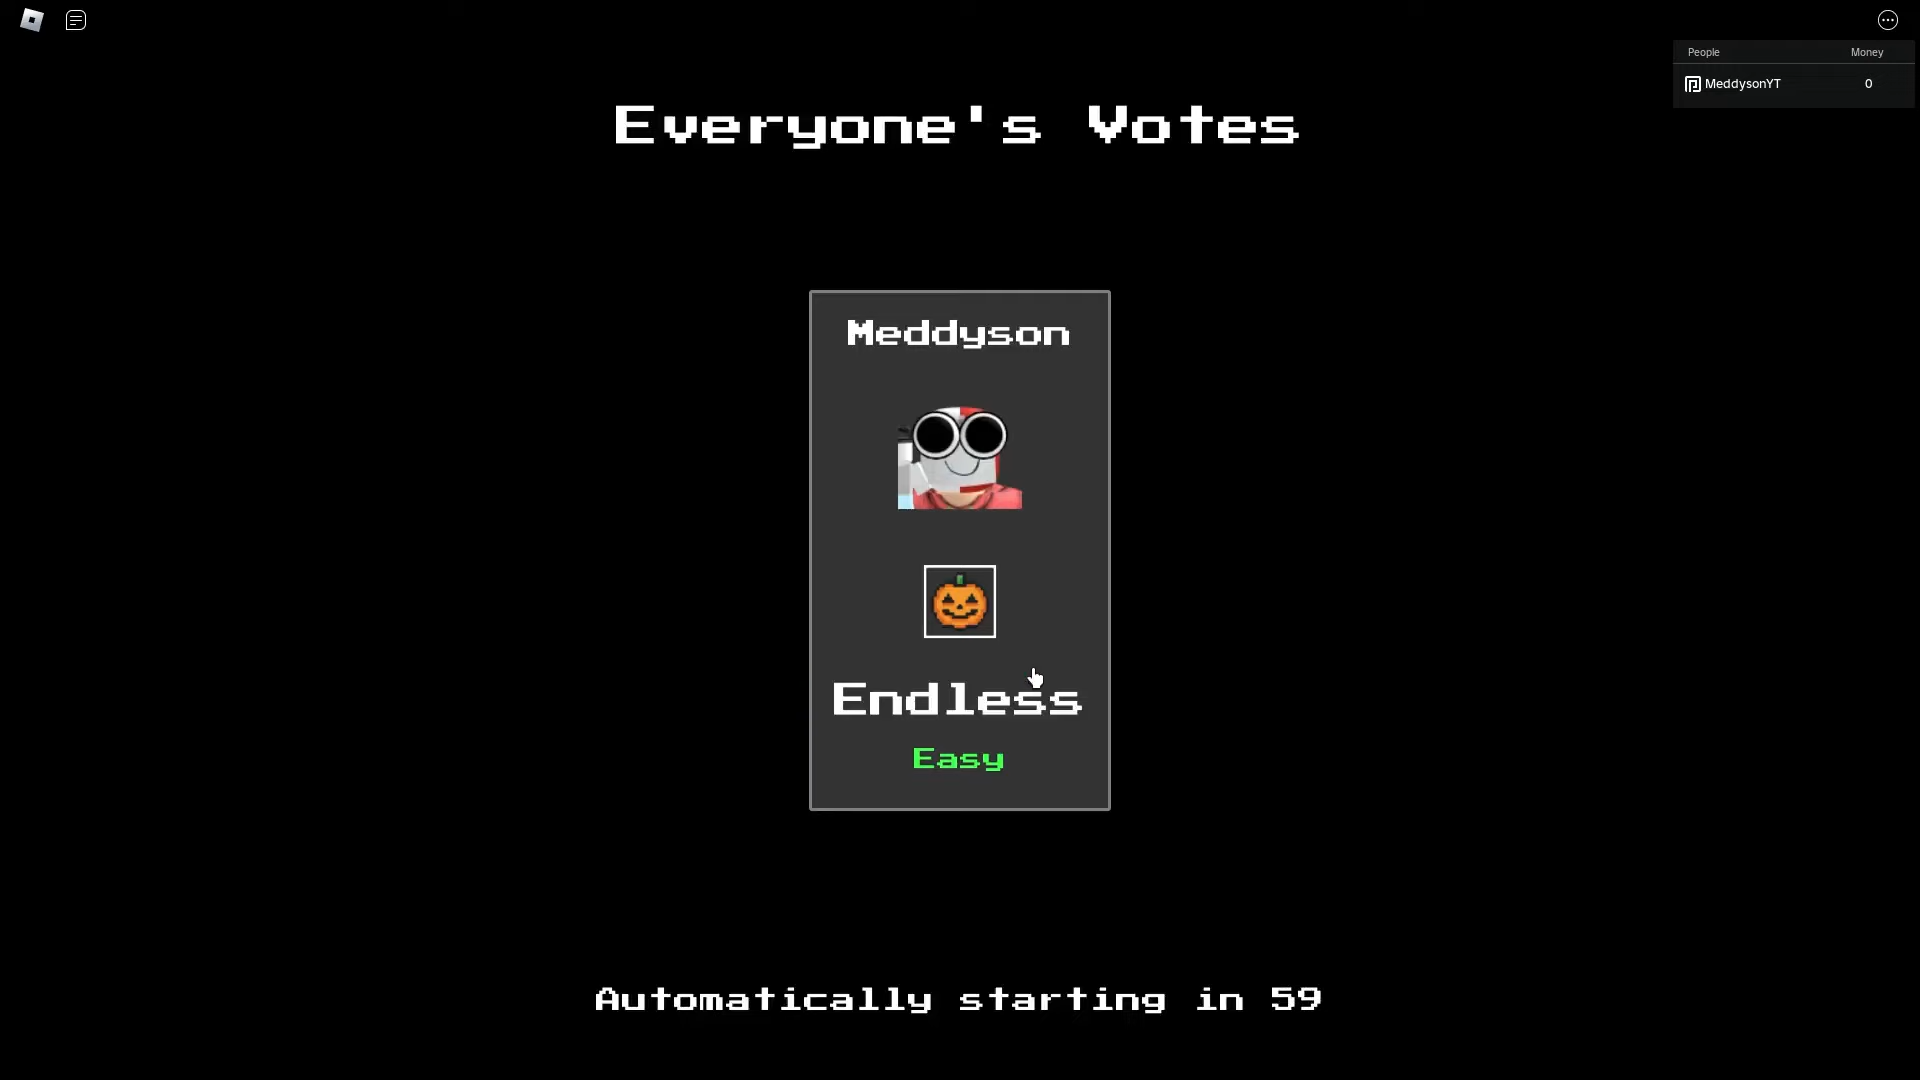 People Money
MeddysonYT 0
Everyone's Votes
Meddyson
Endless
Easy
Automatically starting in 59